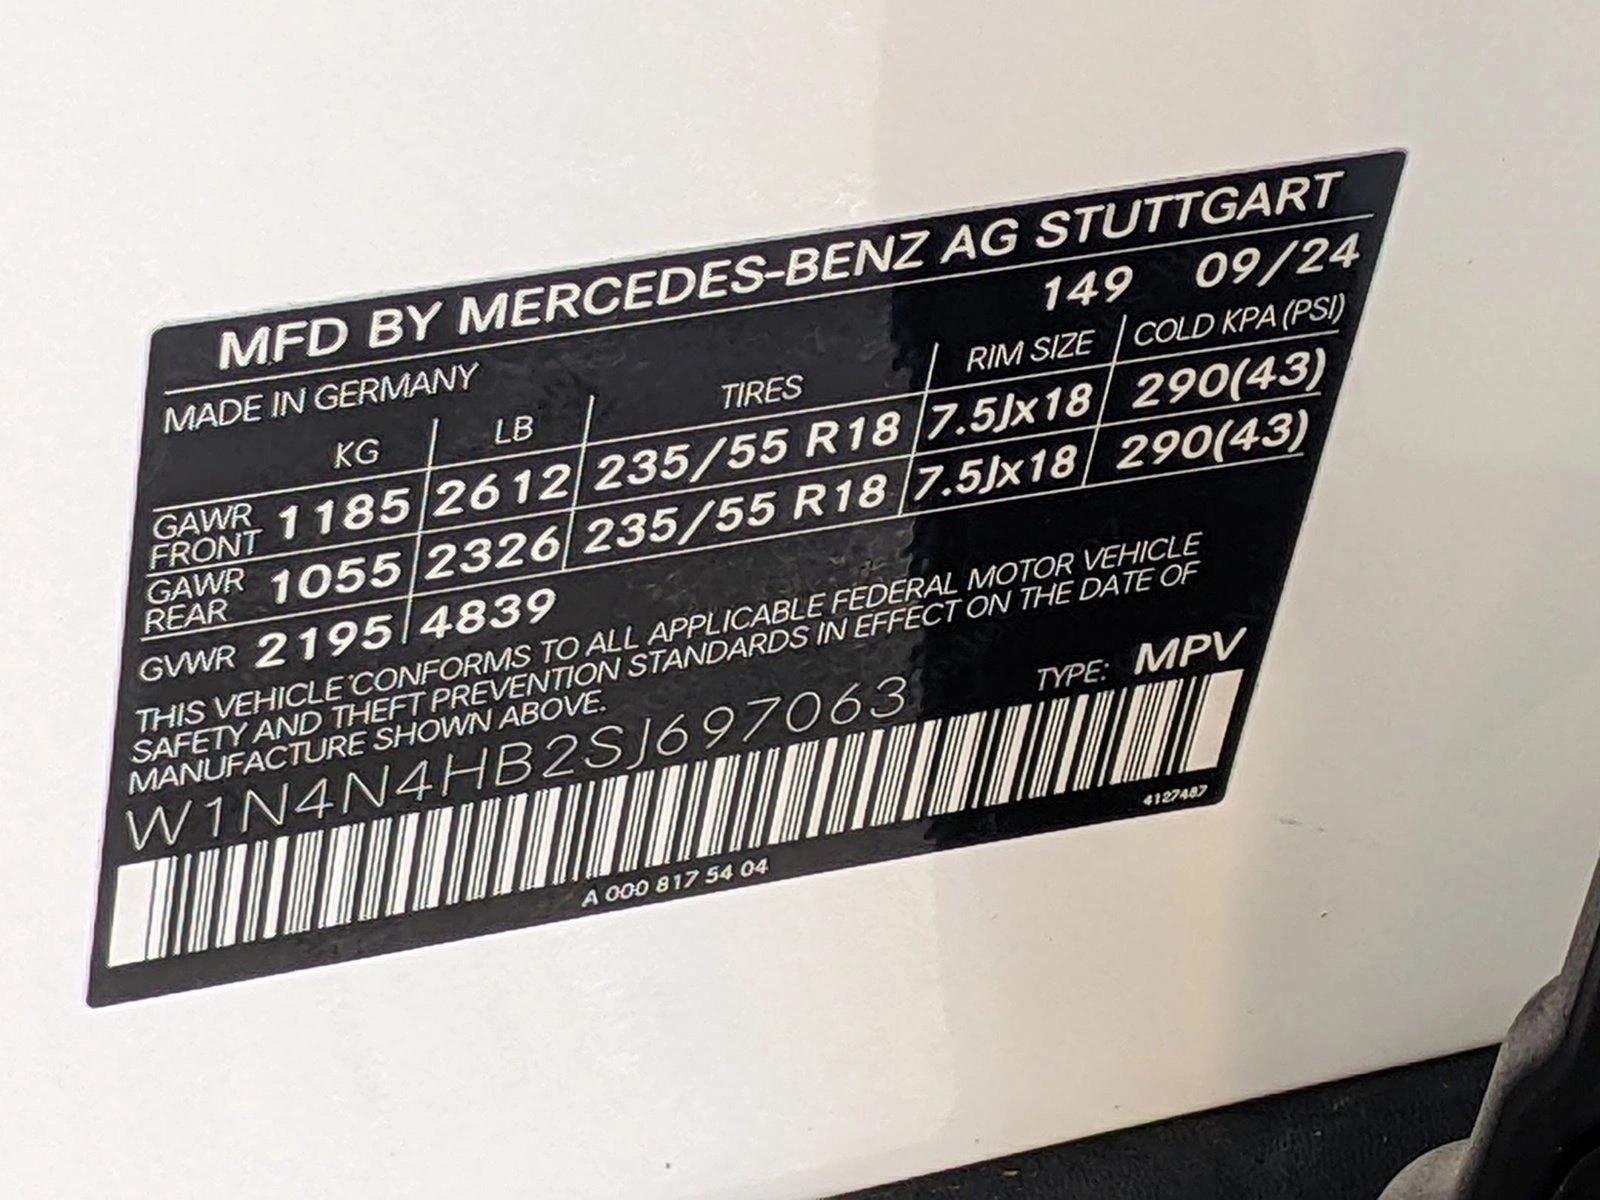 MFD BY MERCEDES-BENZ AG STUTTGART
MADE IN GERMANY 149 09/24
KG LB TIRES RIM SIZE COLD KPA (PSI)
GAWR FRONT 1185 2612 235/55 R18 7.5Jx18 290(43)
GAWR REAR 1055 2326 235/55 R18 7.5Jx18 290(43)
GVWR 2195 4839
THIS VEHICLE CONFORMS TO ALL APPLICABLE FEDERAL MOTOR VEHICLE
SAFETY AND THEFT PREVENTION STANDARDS IN EFFECT ON THE DATE OF
MANUFACTURE SHOWN ABOVE.
TYPE: MPV
W1N4N4HB2SJ697063
4127487
A 000 817 54 04